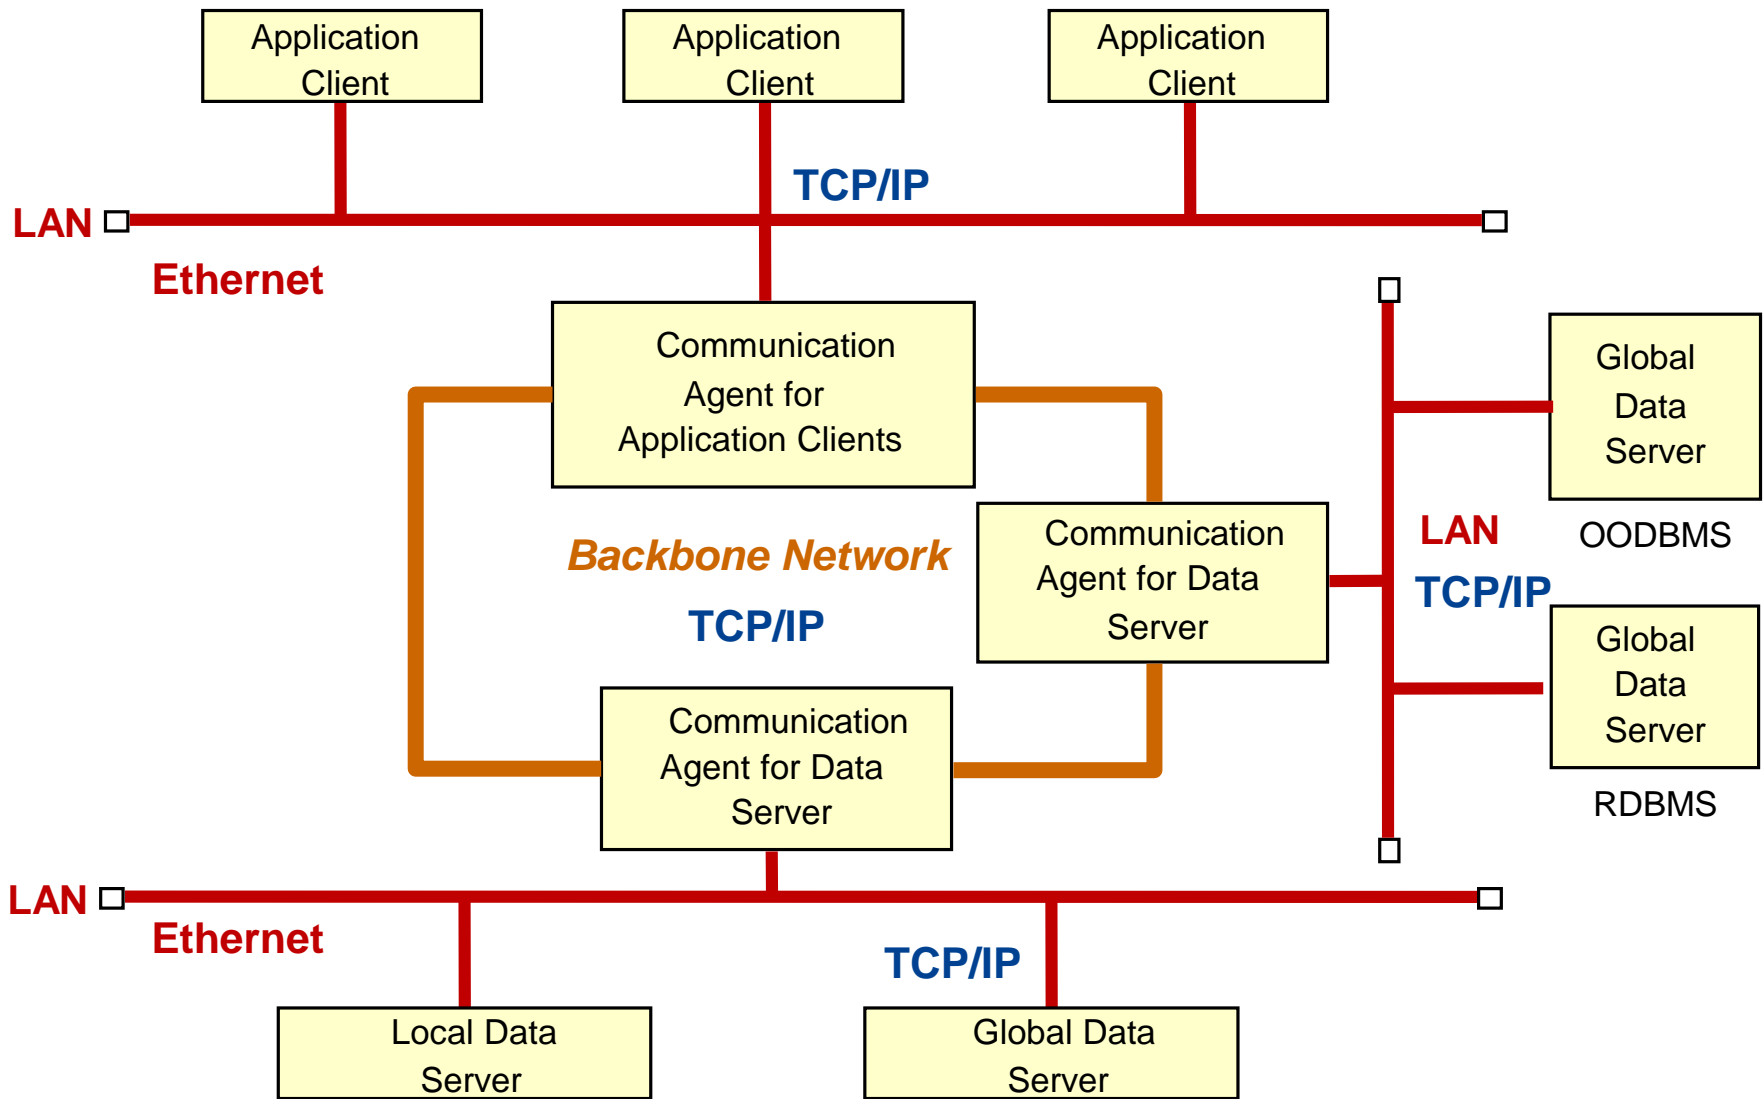 Application
Client
Application
Client
Application
Client
TCP/IP
LAN
Ethernet
Communication
Agent for
Application Clients
Global
Data
Server
OODBMS
Backbone Network
TCP/IP
Communication
Agent for Data
Server
LAN
TCP/IP
Global
Data
Server
RDBMS
Communication
Agent for Data
Server
LAN
Ethernet
TCP/IP
Local Data
Server
Global Data
Server